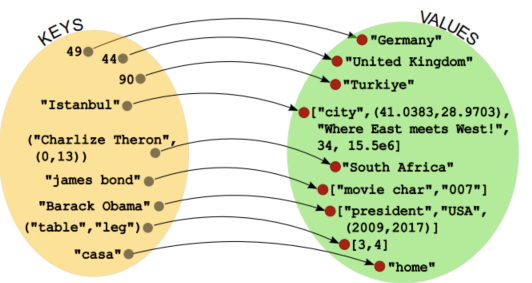 KEYS
VALUES
49
"Germany"
44
"United Kingdom"
90
"Turkiye"
"Istanbul"
["city",(41.0383,28.9703),
"Where East meets West!",
34, 15.5e6]
("Charlize Theron",
(0,13))
"South Africa"
"james bond"
["movie char","007"]
"Barack Obama"
["president","USA",
(2009,2017)]
("table","leg")
[3,4]
"casa"
"home"